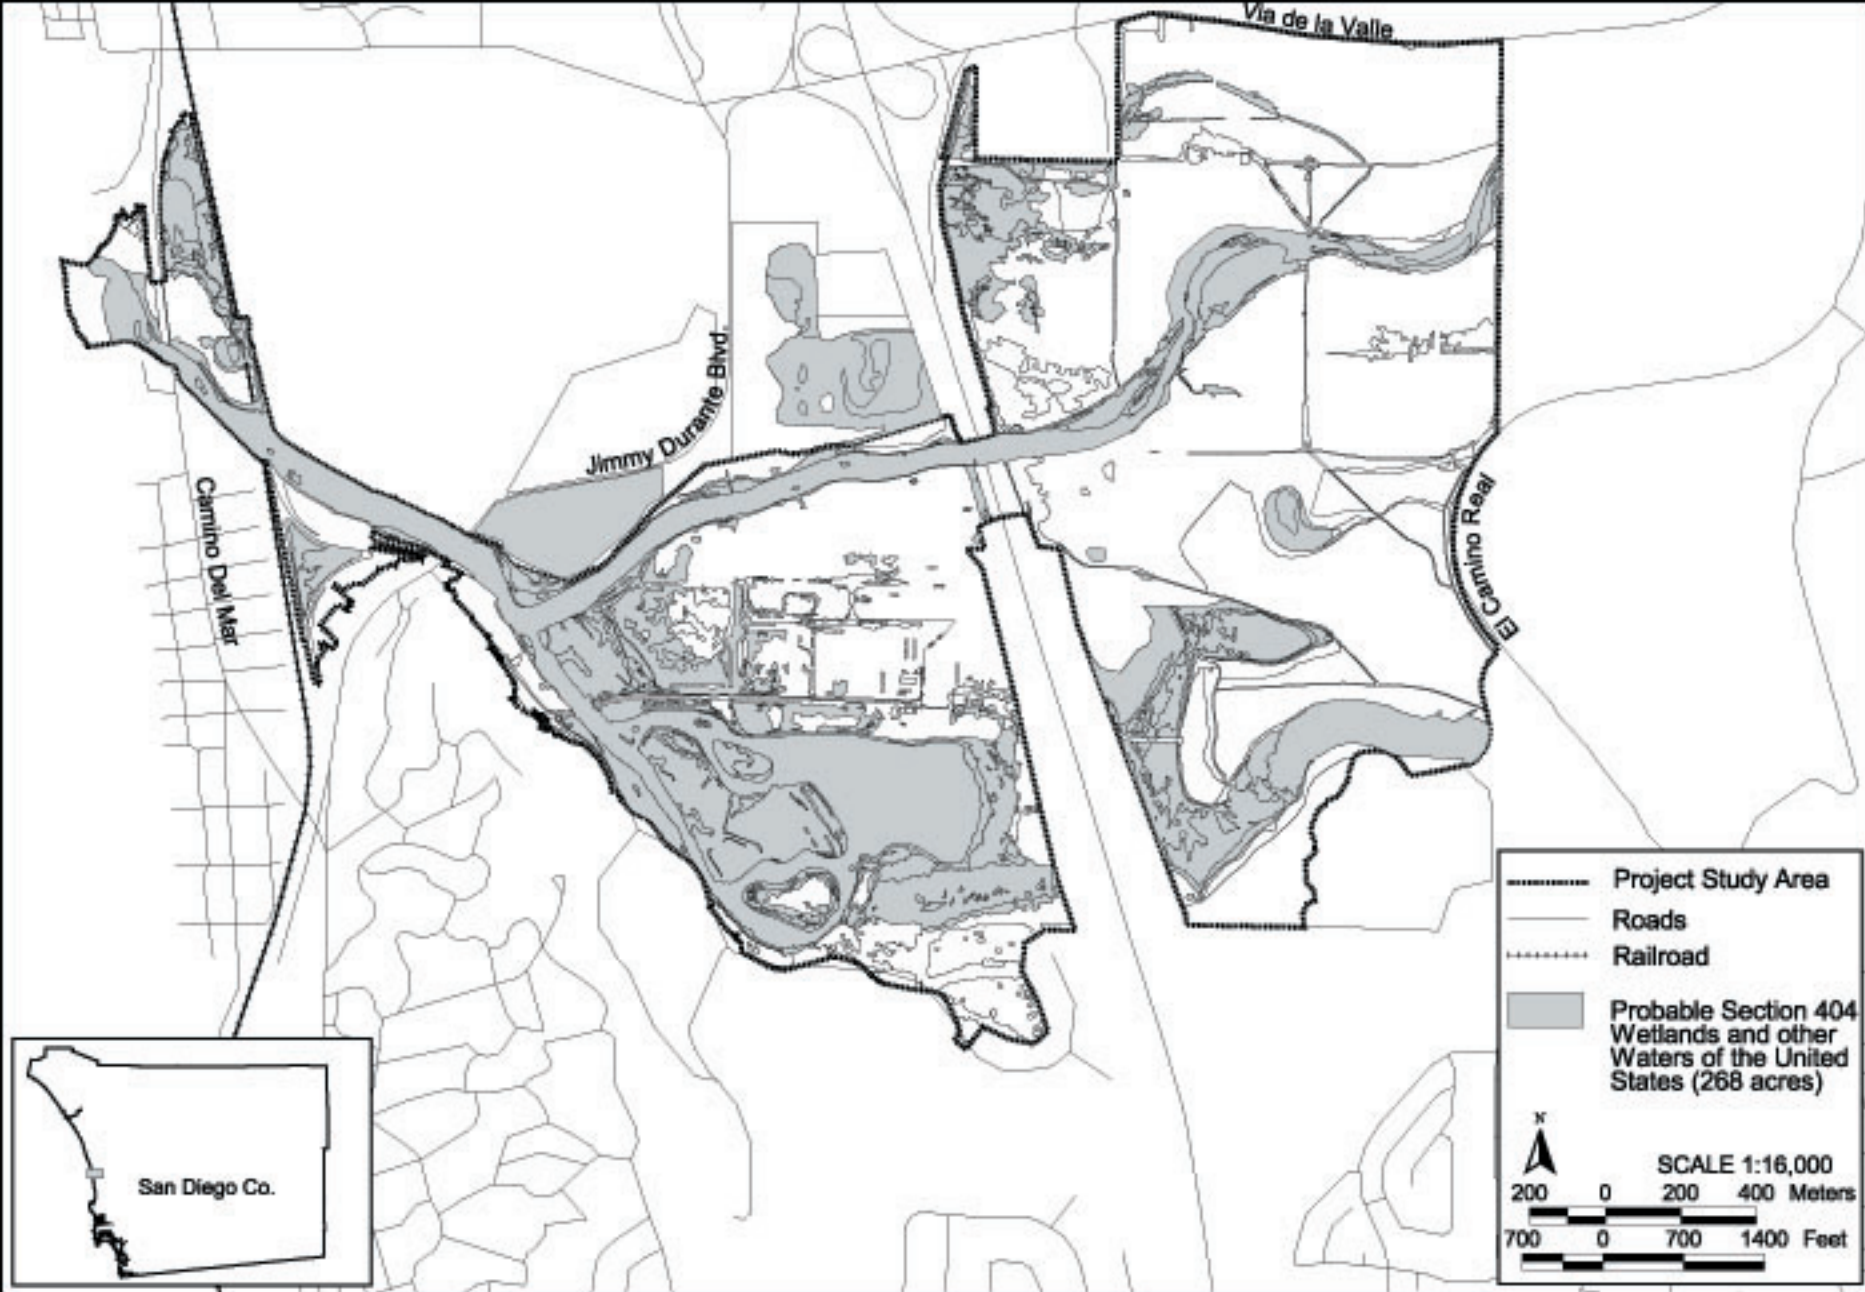 Via de la Valle
Jimmy Durante Blvd.
Camino Del Mar
El Camino Real
Project Study Area
Roads
Railroad
Probable Section 404
Wetlands and other
Waters of the United
States (268 acres)
N
SCALE 1:16,000
200 0 200 400 Meters
700 0 700 1400 Feet
San Diego Co.